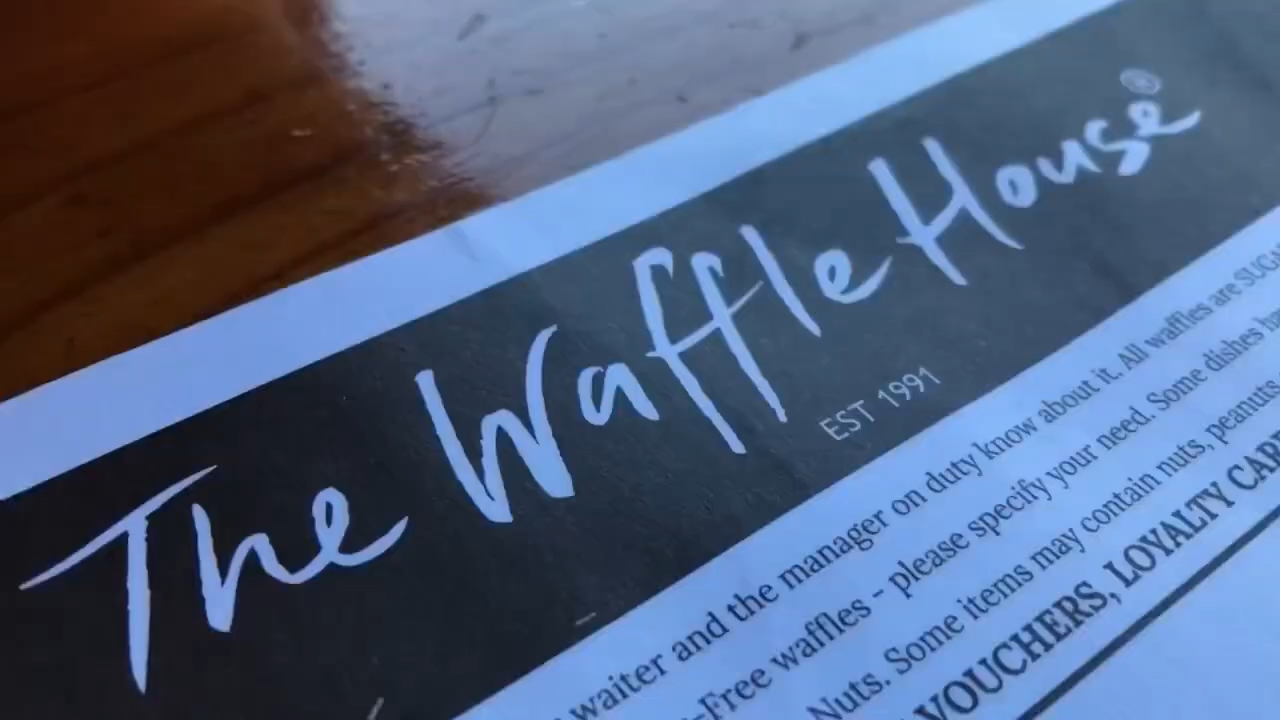 The Waffle House®
EST 1991
waiter and the manager on duty know about it. All waffles are
-Free waffles - please specify your need. Some dishes
Nuts. Some items may contain nuts, peanuts
VOUCHERS, LOYALTY